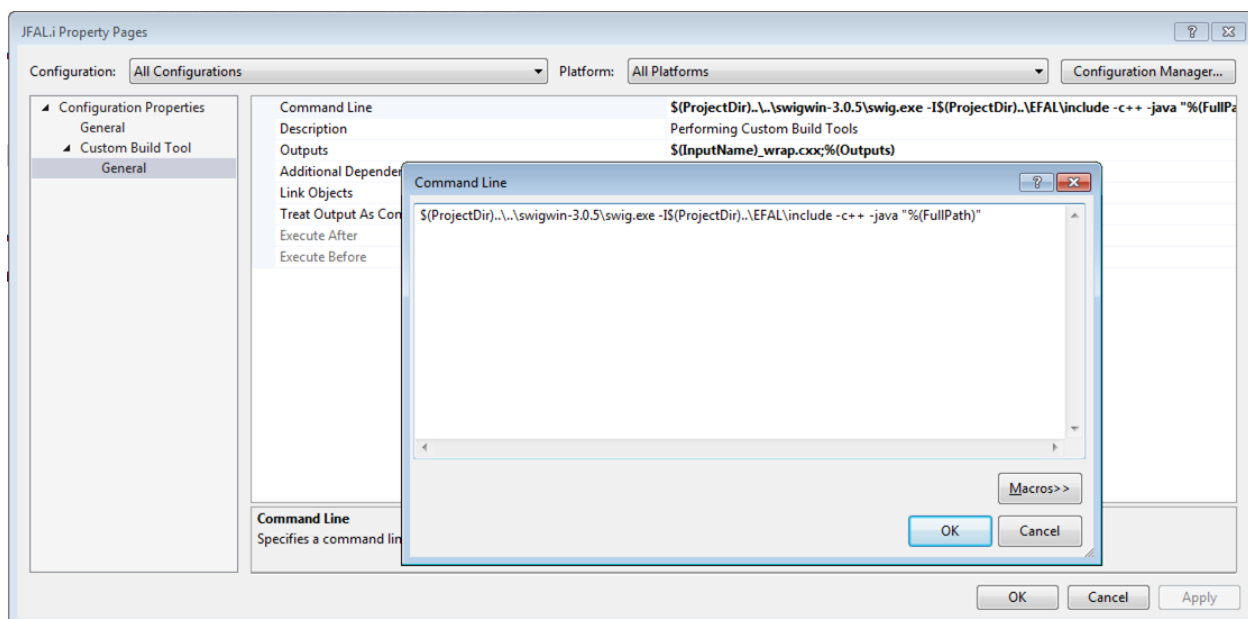 JFAL.i Property Pages
Configuration: All Configurations Platform: All Platforms Configuration Manager...
Configuration Properties
General
Custom Build Tool
General
Command Line $(ProjectDir)..\..\swigwin-3.0.5\swig.exe -I$(ProjectDir)..\EFAL\include -c++ -java "%(FullPa
Description Performing Custom Build Tools
Outputs $(InputName)_wrap.cxx;%(Outputs)
Additional Depender
Link Objects
Treat Output As Con
Execute After
Execute Before
Command Line
$(ProjectDir)..\..\swigwin-3.0.5\swig.exe -I$(ProjectDir)..\EFAL\include -c++ -java "%(FullPath)"
Macros>>
OK Cancel
Command Line
Specifies a command lin
OK Cancel Apply